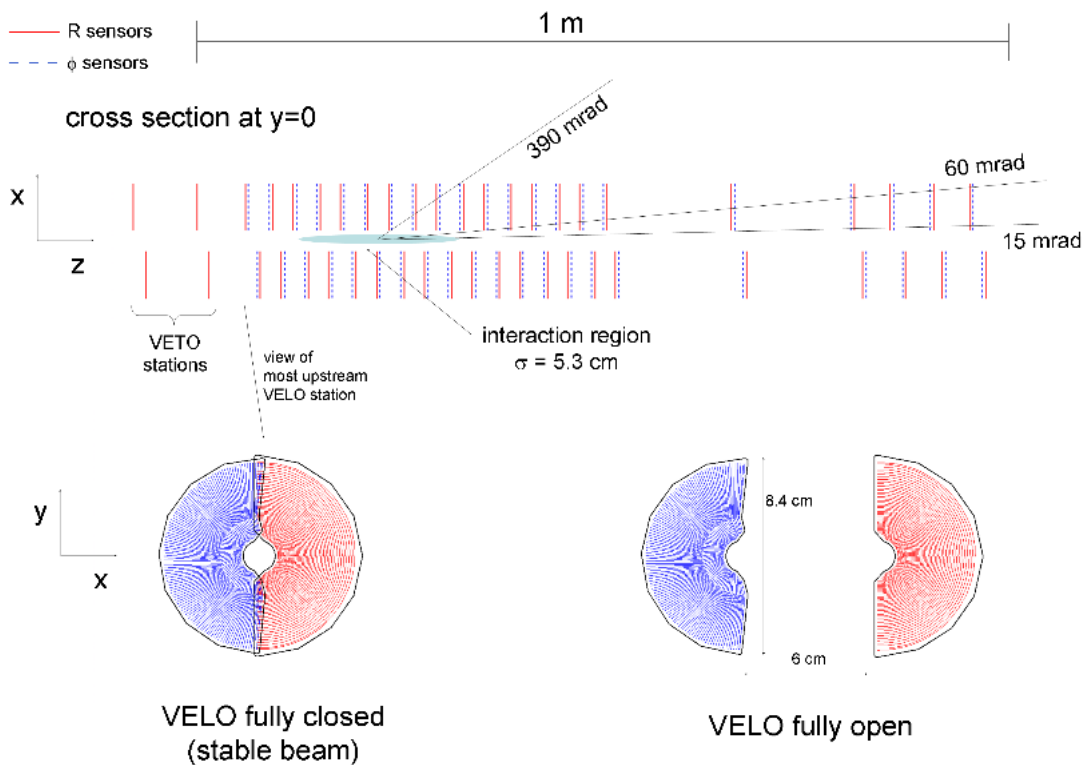 1 m
R sensors
ϕ sensors
cross section at y=0
390 mrad
60 mrad
15 mrad
x
z
VETO
stations
interaction region
σ = 5.3 cm
view of
most upstream
VELO station
y
x
8.4 cm
6 cm
VELO fully closed
(stable beam)
VELO fully open